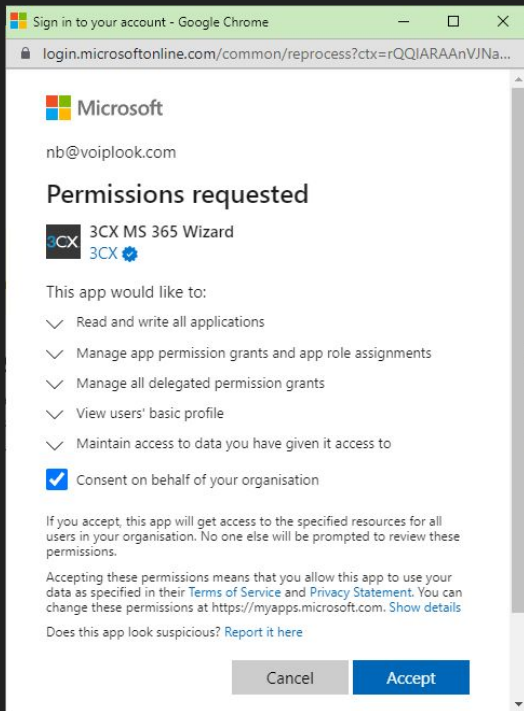 Sign in to your account - Google Chrome
login.microsoftonline.com/common/reprocess?ctx=rQQIARAAnVJNa...
Microsoft
nb@voiplook.com
Permissions requested
3CX
3CX MS 365 Wizard
3CX
This app would like to:
Read and write all applications
Manage app permission grants and app role assignments
Manage all delegated permission grants
View users' basic profile
Maintain access to data you have given it access to
Consent on behalf of your organisation
If you accept, this app will get access to the specified resources for all
users in your organisation. No one else will be prompted to review these
permissions.
Accepting these permissions means that you allow this app to use your
data as specified in their Terms of Service and Privacy Statement. You can
change these permissions at https://myapps.microsoft.com. Show details
Does this app look suspicious? Report it here
Cancel
Accept